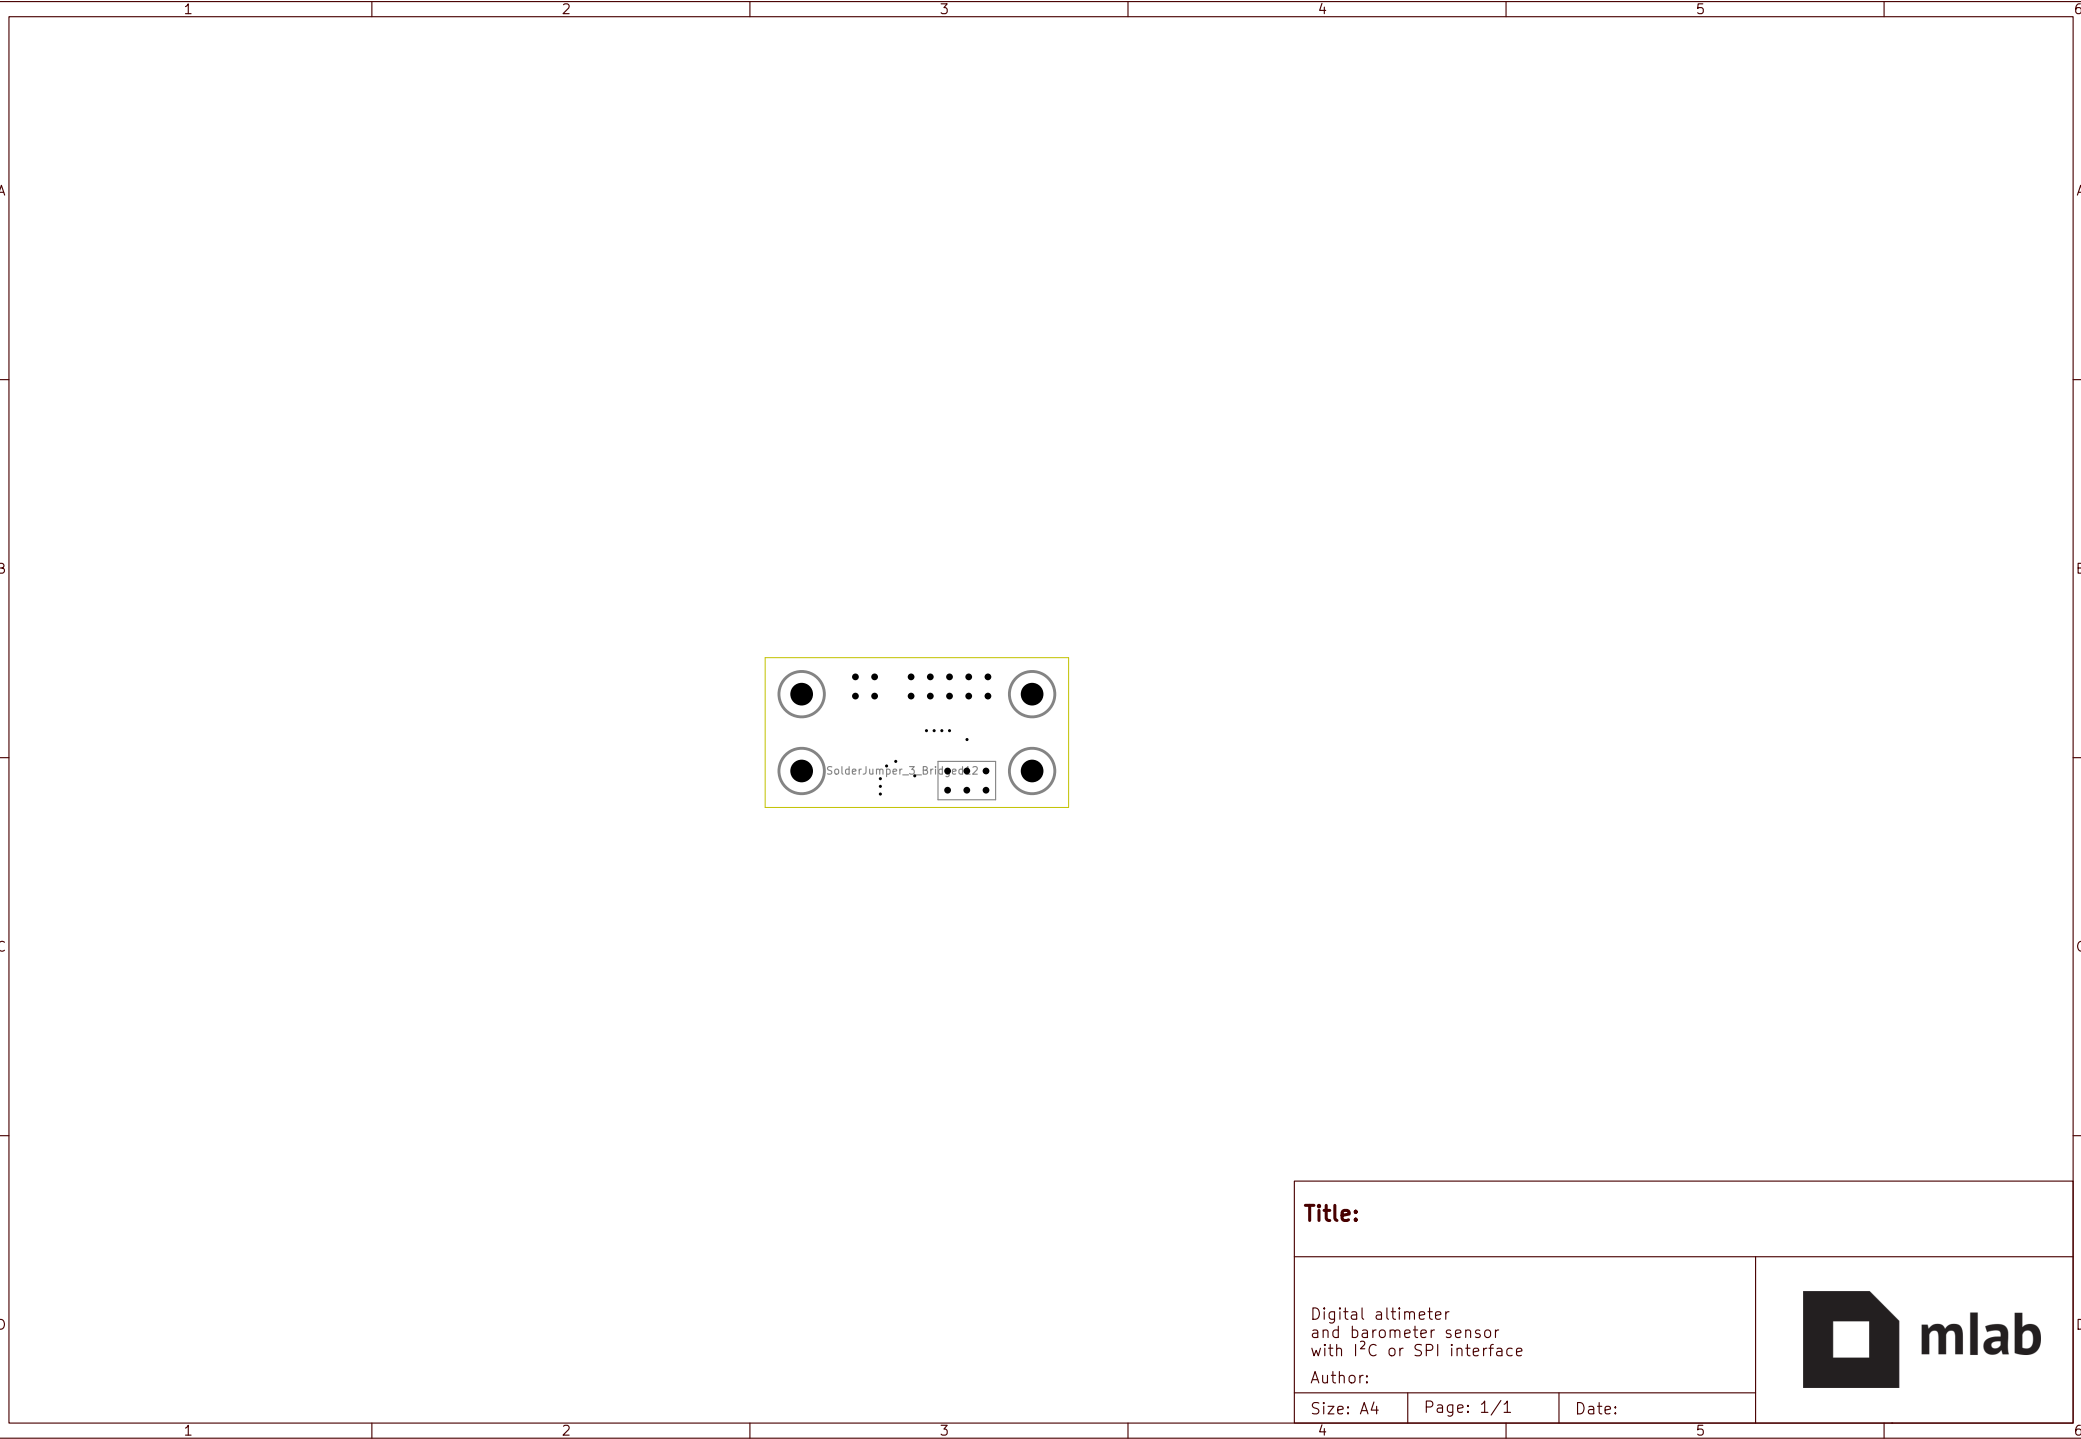 1 2 3 4 5 6
A A
B B
SolderJumper_3_Bridged12
C C
Title:
Digital altimeter
and barometer sensor
with I²C or SPI interface
mlab
Author:
Size: A4 Page: 1/1 Date:
D D
1 2 3 4 5 6